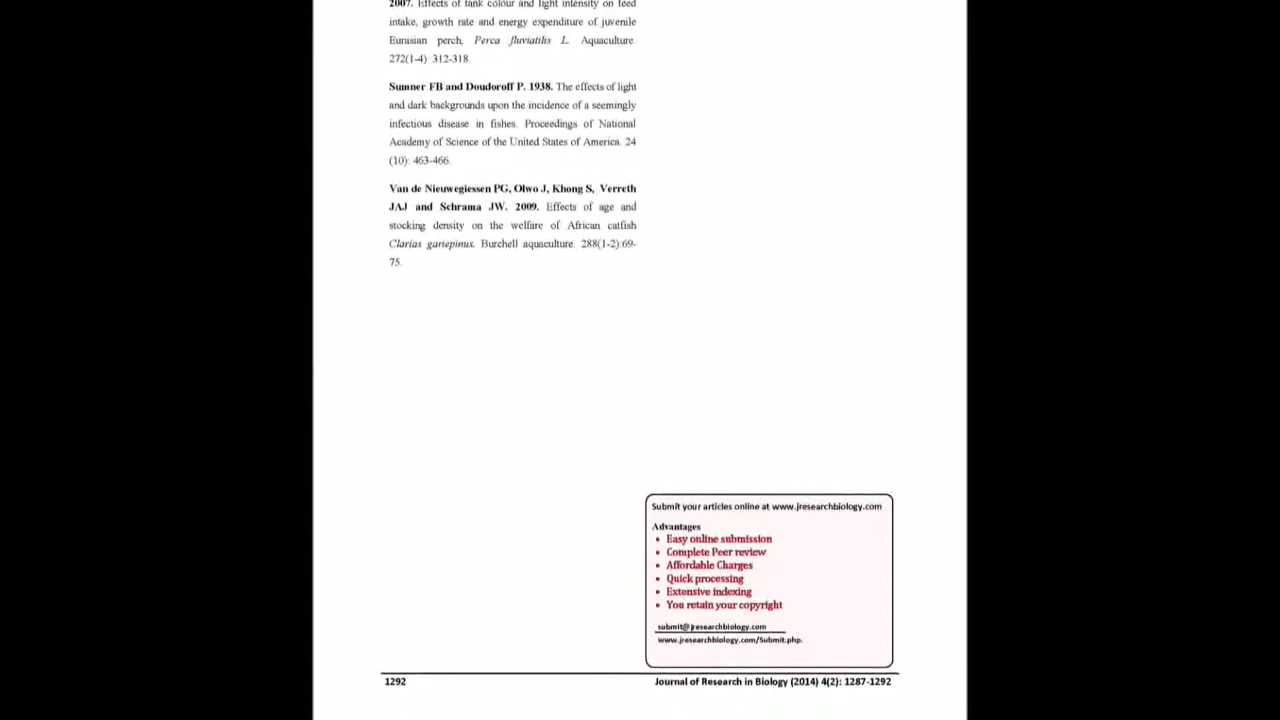 2007. Effects of tank colour and light intensity on feed
intake, growth rate and energy expenditure of juvenile
Eurasian perch, Perca fluviatilis L. Aquaculture.
272(1-4) 312-318.
Sumner FB and Doudoroff P. 1938. The effects of light
and dark backgrounds upon the incidence of a seemingly
infectious disease in fishes. Proceedings of National
Academy of Science of the United States of America. 24
(10): 463-466.
Van de Nieuwegiessen PG, Olwo J, Khong S, Verreth
JAJ and Schrama JW. 2009. Effects of age and
stocking density on the welfare of African catfish
Clarias gariepinus. Burchell aquaculture. 288(1-2):69-
75.
Submit your articles online at www.jresearchbiology.com
Advantages
• Easy online submission
• Complete Peer review
• Affordable Charges
• Quick processing
• Extensive indexing
• You retain your copyright
submit@jresearchbiology.com
www.jresearchbiology.com/Submit.php.
1292
Journal of Research in Biology (2014) 4(2): 1287-1292